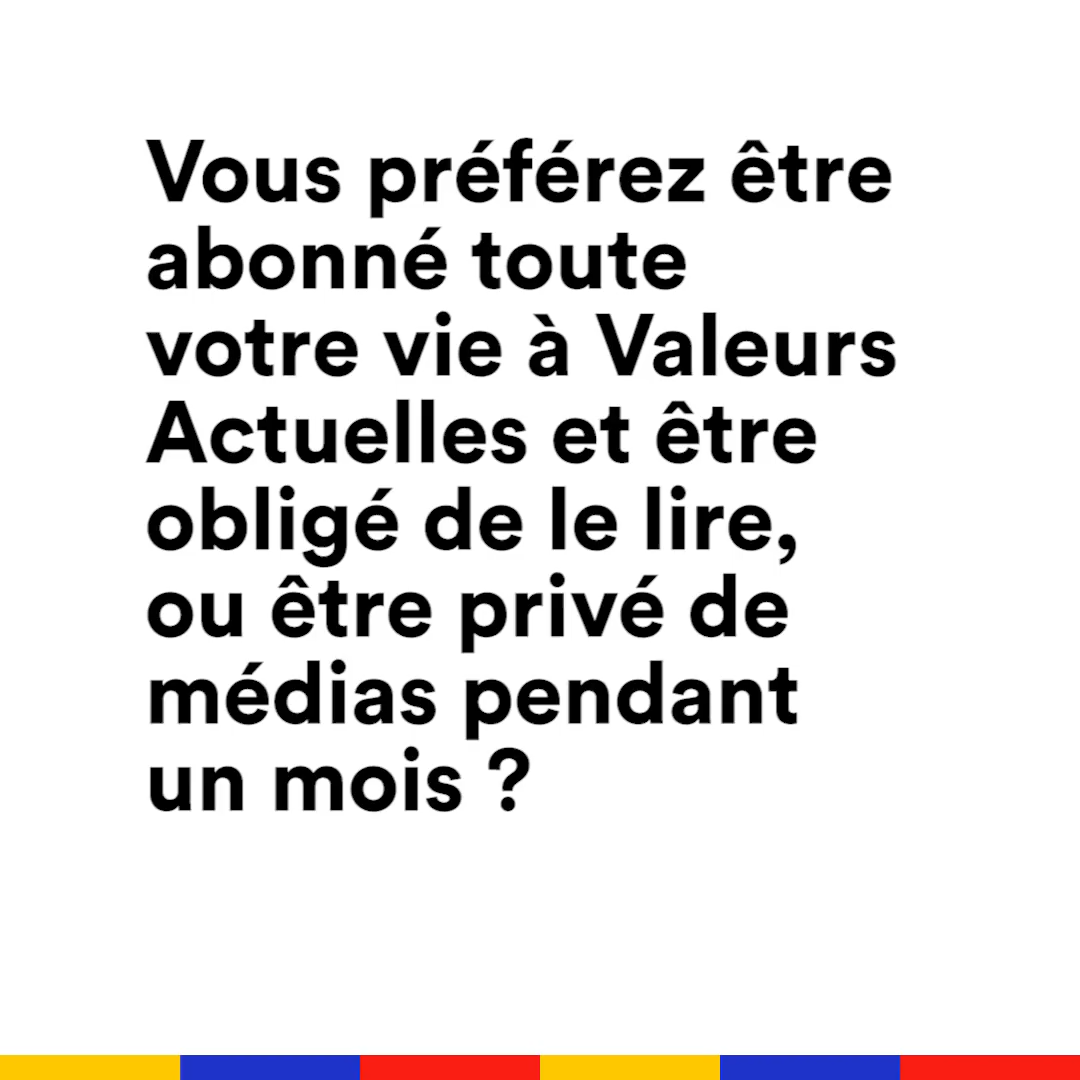 Vous préférez être
abonné toute
votre vie à Valeurs
Actuelles et être
obligé de le lire,
ou être privé de
médias pendant
un mois ?